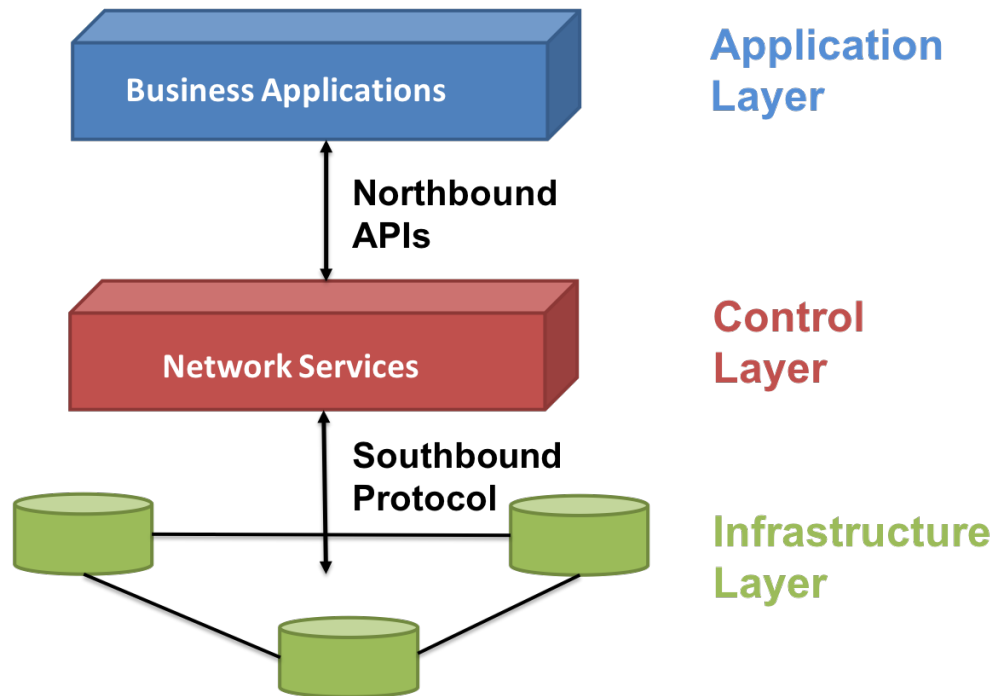 Business Applications
Application
Layer
Northbound
APIs
Network Services
Control
Layer
Southbound
Protocol
Infrastructure
Layer